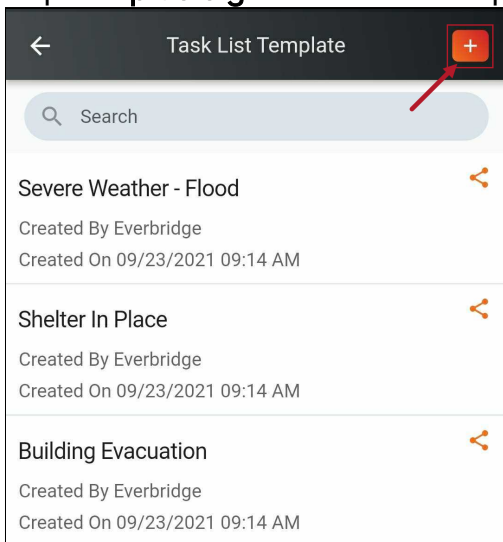 Task List Template
+
Search
Severe Weather - Flood
Created By Everbridge
Created On 09/23/2021 09:14 AM
Shelter In Place
Created By Everbridge
Created On 09/23/2021 09:14 AM
Building Evacuation
Created By Everbridge
Created On 09/23/2021 09:14 AM